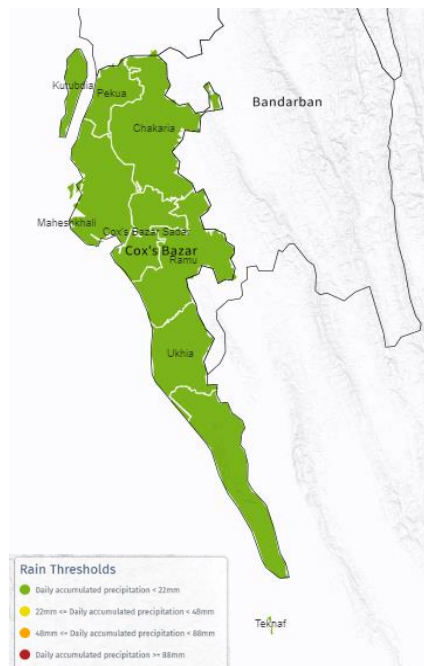 Kutubdia
Pekua
Bandarban
Chakaria
Maheshkhali
Cox's Bazar Sadar
Cox's Bazar
Ramu
Ukhia
Teknaf
Rain Thresholds
Daily accumulated precipitation < 22mm
22mm <= Daily accumulated precipitation < 48mm
48mm <= Daily accumulated precipitation < 88mm
Daily accumulated precipitation >= 88mm